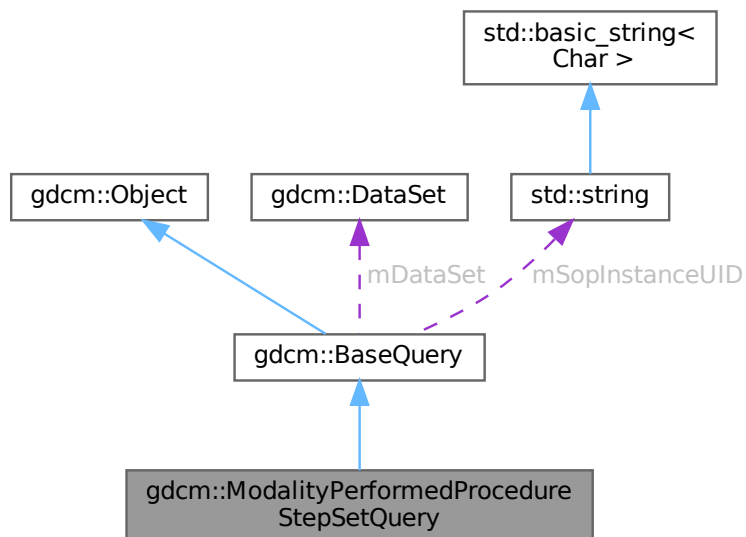 std::basic_string<
Char >
gdcm::Object
gdcm::DataSet
std::string
mDataSet
mSopInstanceUID
gdcm::BaseQuery
gdcm::ModalityPerformedProcedure
StepSetQuery